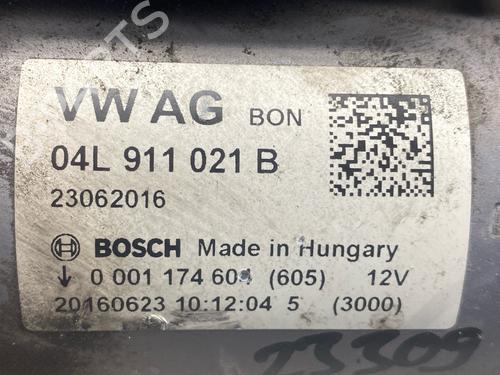 VW AG BON
04L 911 021 B
23062016
BOSCH Made in Hungary
↓ 0 001 174 604 (605) 12V
20160623 10:12:04 5 (3000)
23309